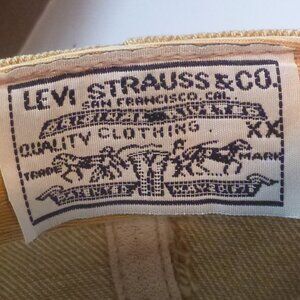 LEVI STRAUSS & CO.
SAN FRANCISCO, CAL.
QUALITY CLOTHING XX
TRADE MARK